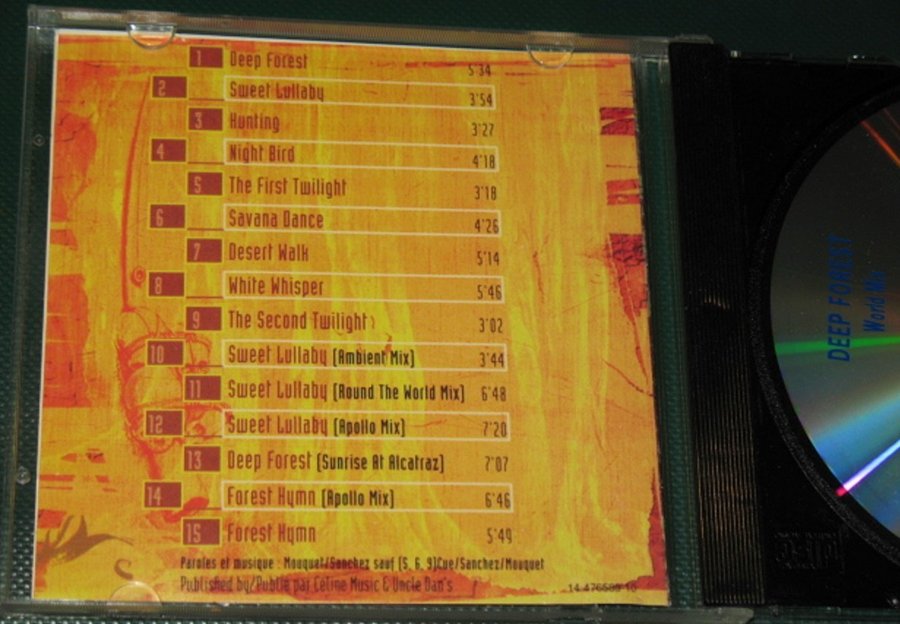 1 Deep Forest 5'34
2 Sweet Lullaby 3'54
3 Hunting 3'27
4 Night Bird 4'18
5 The First Twilight 3'18
6 Savana Dance 4'26
7 Desert Walk 5'14
8 White Whisper 5'46
9 The Second Twilight 3'02
10 Sweet Lullaby (Ambient Mix) 3'44
11 Sweet Lullaby (Round The World Mix) 6'48
12 Sweet Lullaby (Apollo Mix) 7'20
13 Deep Forest (Sunrise At Alcatraz) 7'07
14 Forest Hymn (Apollo Mix) 6'46
15 Forest Hymn 5'49
Paroles et musique : Mouquet/Sanchez sauf (5, 6, 9)Cue/Sanchez/Mouquet
Published by/Publié par Céline Music & Uncle Dan's
DEEP FOREST
World Mix